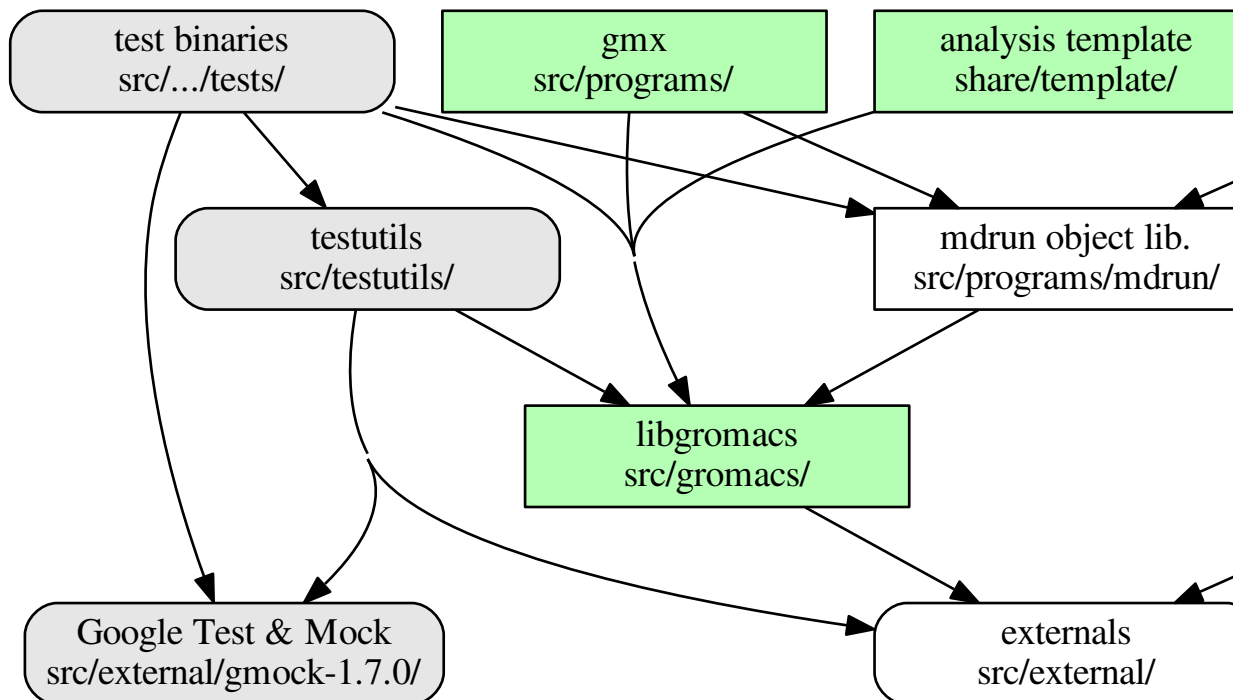 test binaries
src/.../tests/
gmx
src/programs/
analysis template
share/template/
testutils
src/testutils/
mdrun object lib.
src/programs/mdrun/
libgromacs
src/gromacs/
Google Test & Mock
src/external/gmock-1.7.0/
externals
src/external/